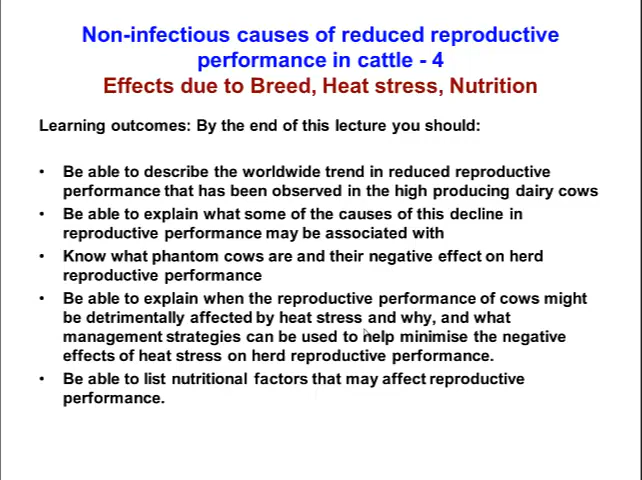 Non-infectious causes of reduced reproductive
performance in cattle - 4
Effects due to Breed, Heat stress, Nutrition
Learning outcomes: By the end of this lecture you should:
• Be able to describe the worldwide trend in reduced reproductive
performance that has been observed in the high producing dairy cows
• Be able to explain what some of the causes of this decline in
reproductive performance may be associated with
• Know what phantom cows are and their negative effect on herd
reproductive performance
• Be able to explain when the reproductive performance of cows might
be detrimentally affected by heat stress and why, and what
management strategies can be used to help minimise the negative
effects of heat stress on herd reproductive performance.
• Be able to list nutritional factors that may affect reproductive
performance.